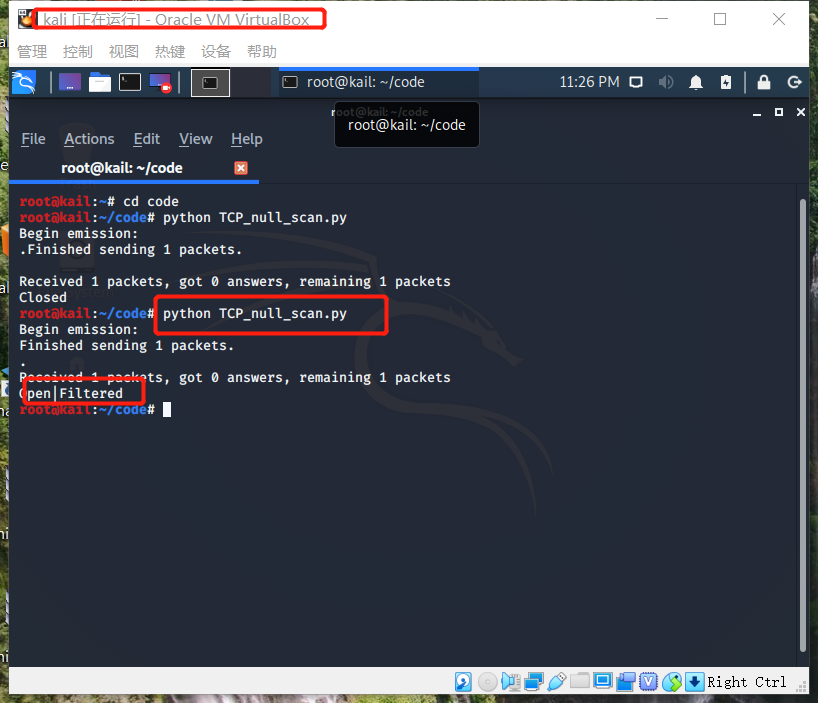 kali [正在运行] - Oracle VM VirtualBox
管理 控制 视图 热键 设备 帮助
root@kail: ~/code 11:26 PM
root@kail: ~/code
root@kail: ~/code
File Actions Edit View Help
root@kail: ~/code
root@kail:~# cd code
root@kail:~/code# python TCP_null_scan.py
Begin emission:
.Finished sending 1 packets.
Received 1 packets, got 0 answers, remaining 1 packets
Closed
root@kail:~/code# python TCP_null_scan.py
Begin emission:
Finished sending 1 packets.
.
Received 1 packets, got 0 answers, remaining 1 packets
Open|Filtered
root@kail:~/code#
Right Ctrl